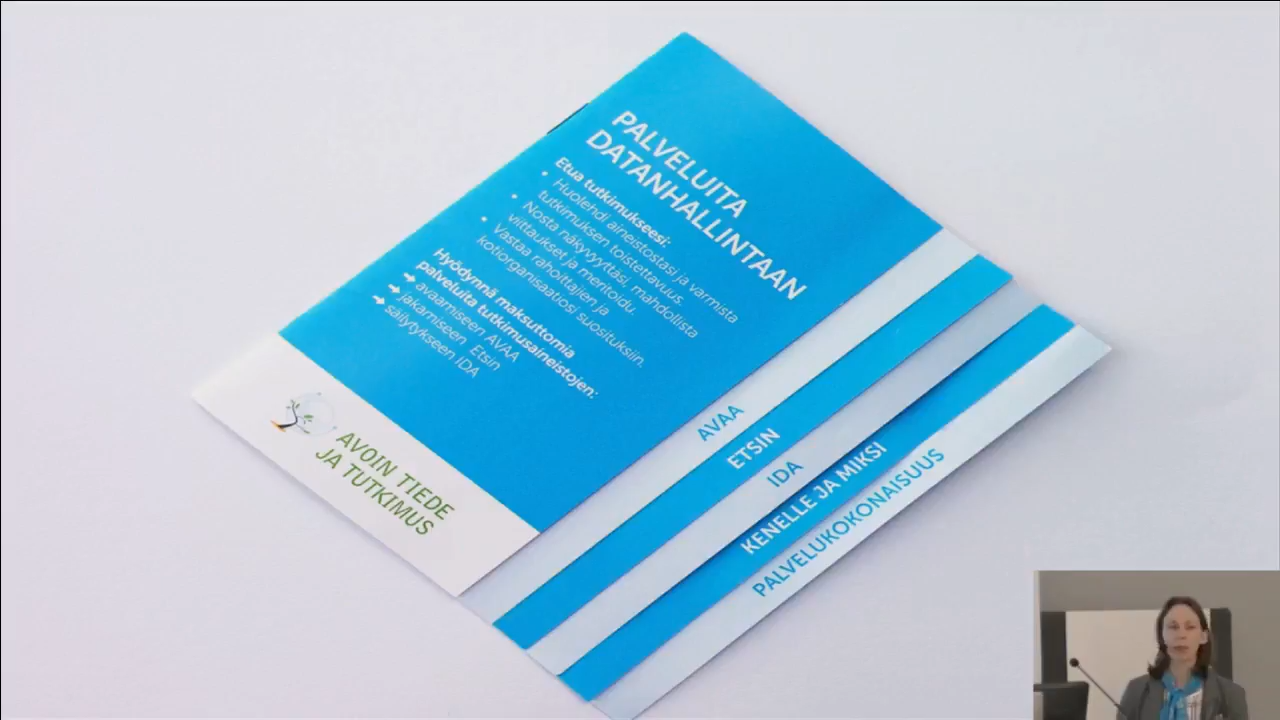 PALVELUITA
DATANHALLINTAAN
Etua tutkimukseesi:
• Huolehdi aineistostasi ja varmista
tutkimuksen toistettavuus.
• Nosta näkyvyyttäsi, mahdollista
viittaukset ja meritoidu.
• Vastaa rahoittajien ja
kotiorganisaatiosi suosituksiin.
Hyödynnä maksuttomia
palveluita tutkimusaineistojen:
➜ avaamiseen AVAA
➜ jakamiseen Etsin
➜ säilytykseen IDA
AVOIN TIEDE
JA TUTKIMUS
AVAA
ETSIN
IDA
KENELLE JA MIKSI
PALVELUKOKONAISUUS